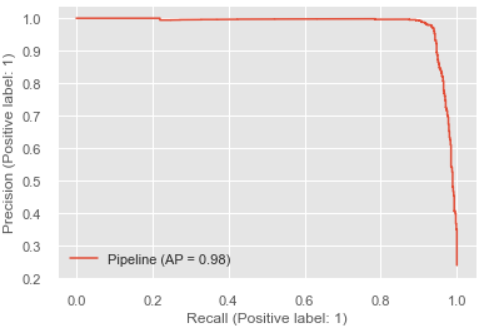 1.0
0.9
0.8
0.7
0.6
0.5
0.4
0.3
0.2
Precision (Positive label: 1)
Pipeline (AP = 0.98)
0.0 0.2 0.4 0.6 0.8 1.0
Recall (Positive label: 1)